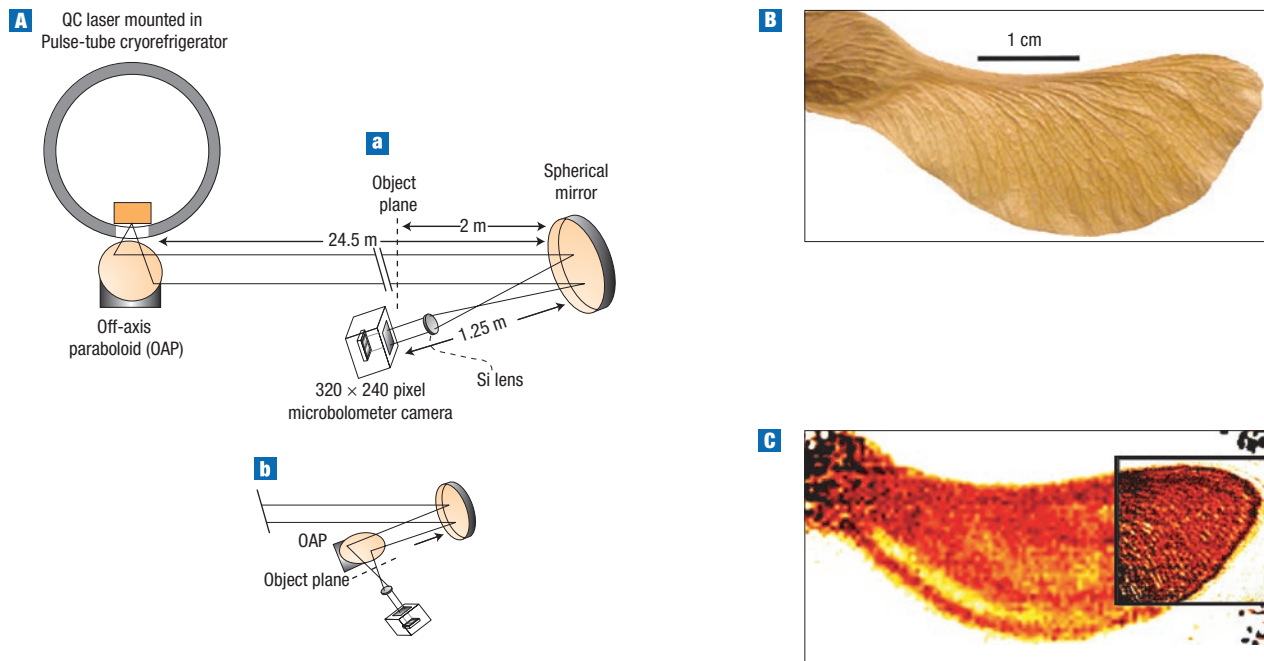 A
QC laser mounted in
Pulse-tube cryorefrigerator
a
Object
plane
Spherical
mirror
2 m
24.5 m
Off-axis
paraboloid (OAP)
1.25 m
Si lens
320 × 240 pixel
microbolometer camera
b
OAP
Object plane
B
1 cm
C